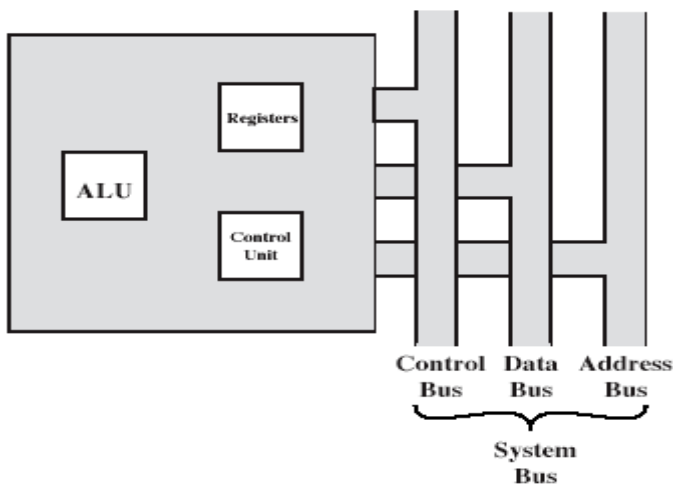 Registers
ALU
Control
Unit
Control Data Address
Bus Bus Bus
System
Bus